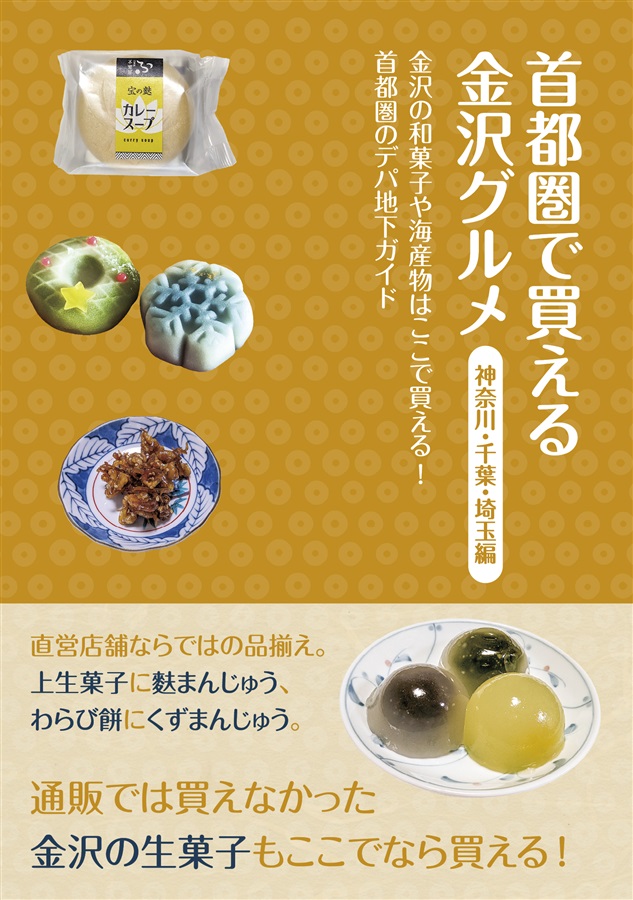 首都圏で買える
金沢グルメ
神奈川・千葉・埼玉編
金沢の和菓子や海産物はここで買える！
首都圏のデパ地下ガイド
宝の麩
カレー
スープ
curry soup
直営店舗ならではの品揃え。
上生菓子に麩まんじゅう、
わらび餅にくずまんじゅう。
通販では買えなかった
金沢の生菓子もここでなら買える！